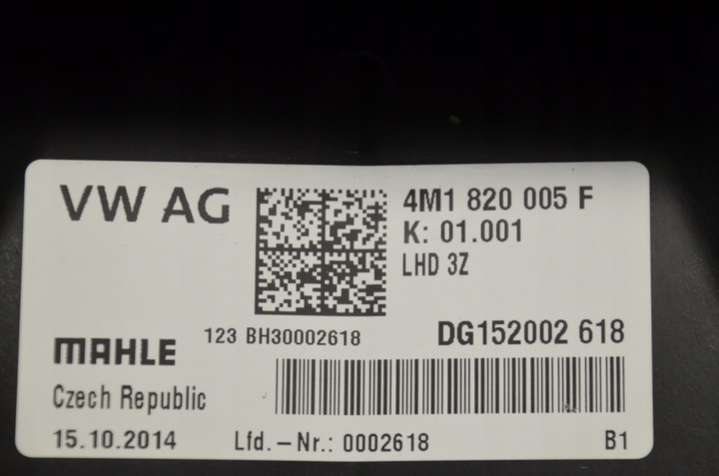 VW AG
4M1 820 005 F
K: 01.001
LHD 3Z
123 BH30002618
DG152002 618
MAHLE
Czech Republic
15.10.2014
Lfd.-Nr.: 0002618
B1